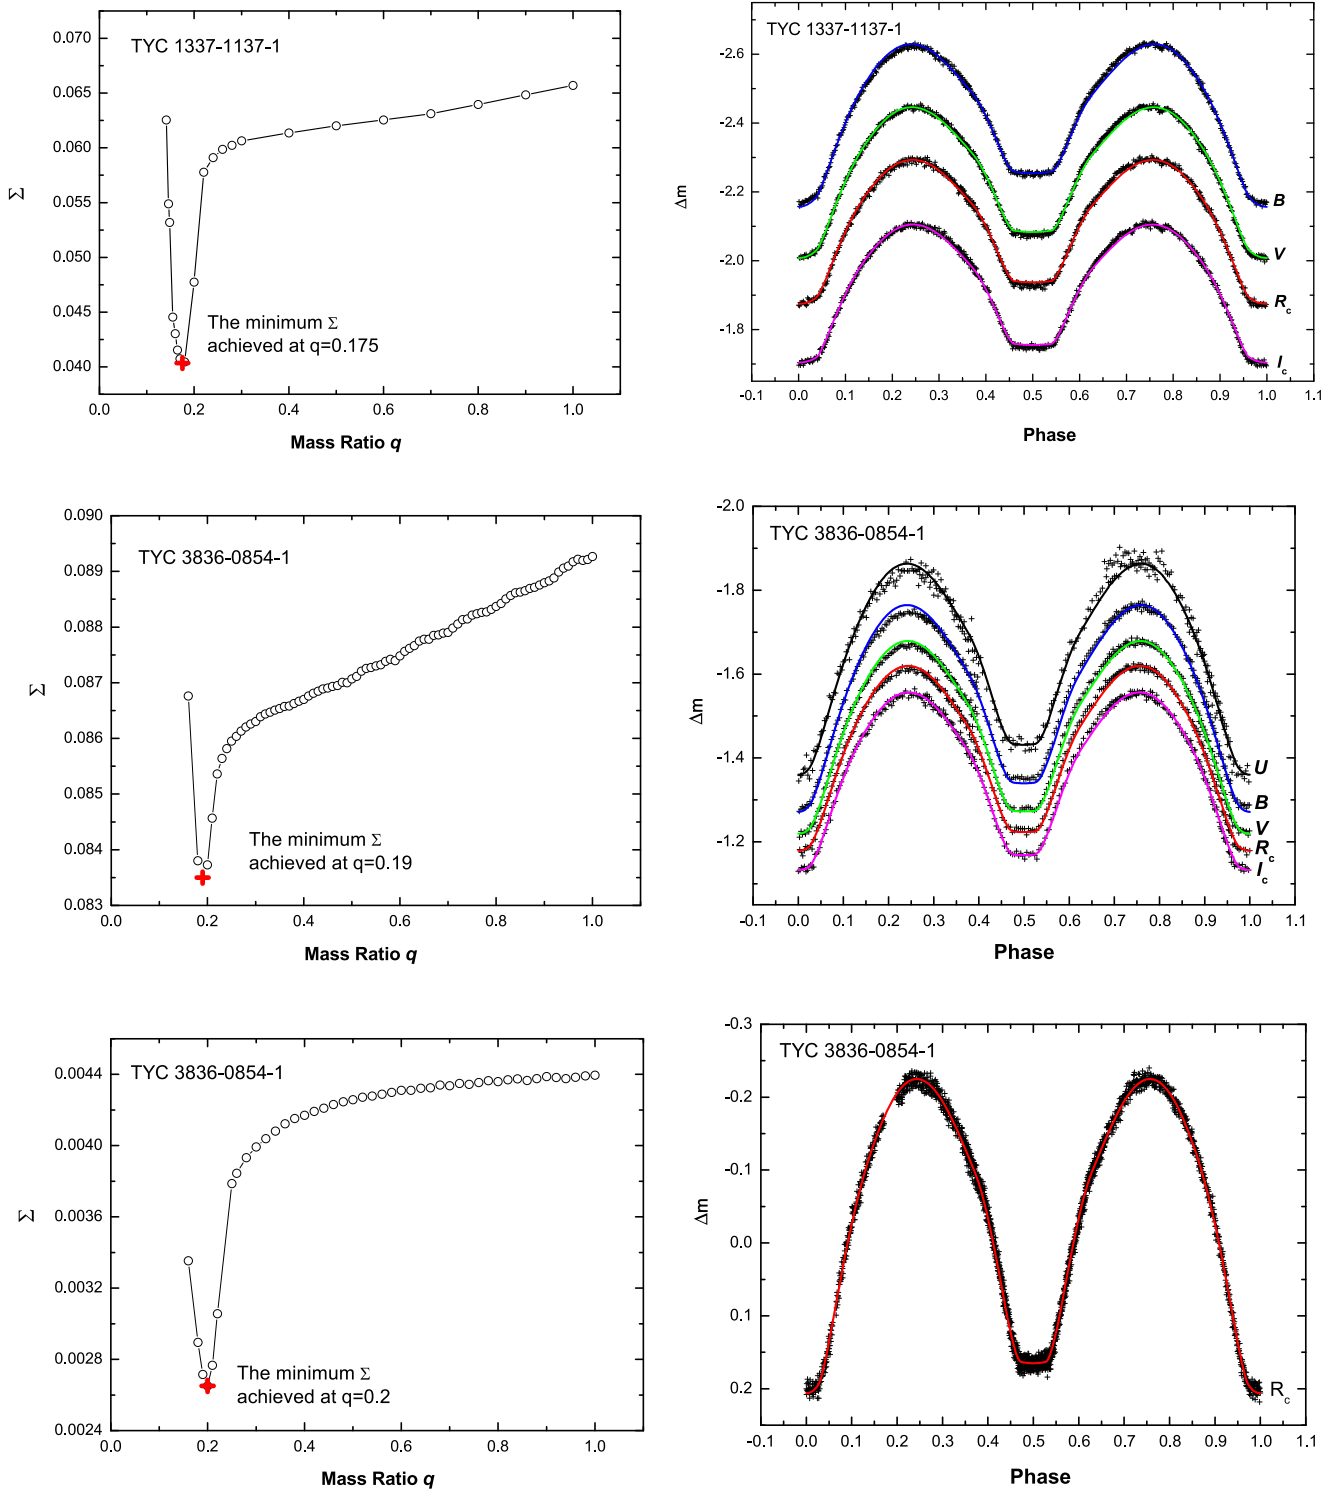 TYC 1337-1137-1
0.070
0.065
0.060
0.055
0.050
0.045
0.040
Σ
The minimum Σ
achieved at q=0.175
0.0 0.2 0.4 0.6 0.8 1.0
Mass Ratio q
TYC 1337-1137-1
-2.6
-2.4
-2.2
-2.0
-1.8
Δm
B
V
Rc
Ic
-0.1 0.0 0.1 0.2 0.3 0.4 0.5 0.6 0.7 0.8 0.9 1.0 1.1
Phase
TYC 3836-0854-1
0.090
0.089
0.088
0.087
0.086
0.085
0.084
0.083
Σ
The minimum Σ
achieved at q=0.19
0.0 0.2 0.4 0.6 0.8 1.0
Mass Ratio q
TYC 3836-0854-1
-2.0
-1.8
-1.6
-1.4
-1.2
Δm
U
B
V
Rc
Ic
-0.1 0.0 0.1 0.2 0.3 0.4 0.5 0.6 0.7 0.8 0.9 1.0 1.1
Phase
TYC 3836-0854-1
0.0044
0.0040
0.0036
0.0032
0.0028
0.0024
Σ
The minimum Σ
achieved at q=0.2
0.0 0.2 0.4 0.6 0.8 1.0
Mass Ratio q
TYC 3836-0854-1
-0.3
-0.2
-0.1
0.0
0.1
0.2
Δm
Rc
-0.1 0.0 0.1 0.2 0.3 0.4 0.5 0.6 0.7 0.8 0.9 1.0 1.1
Phase